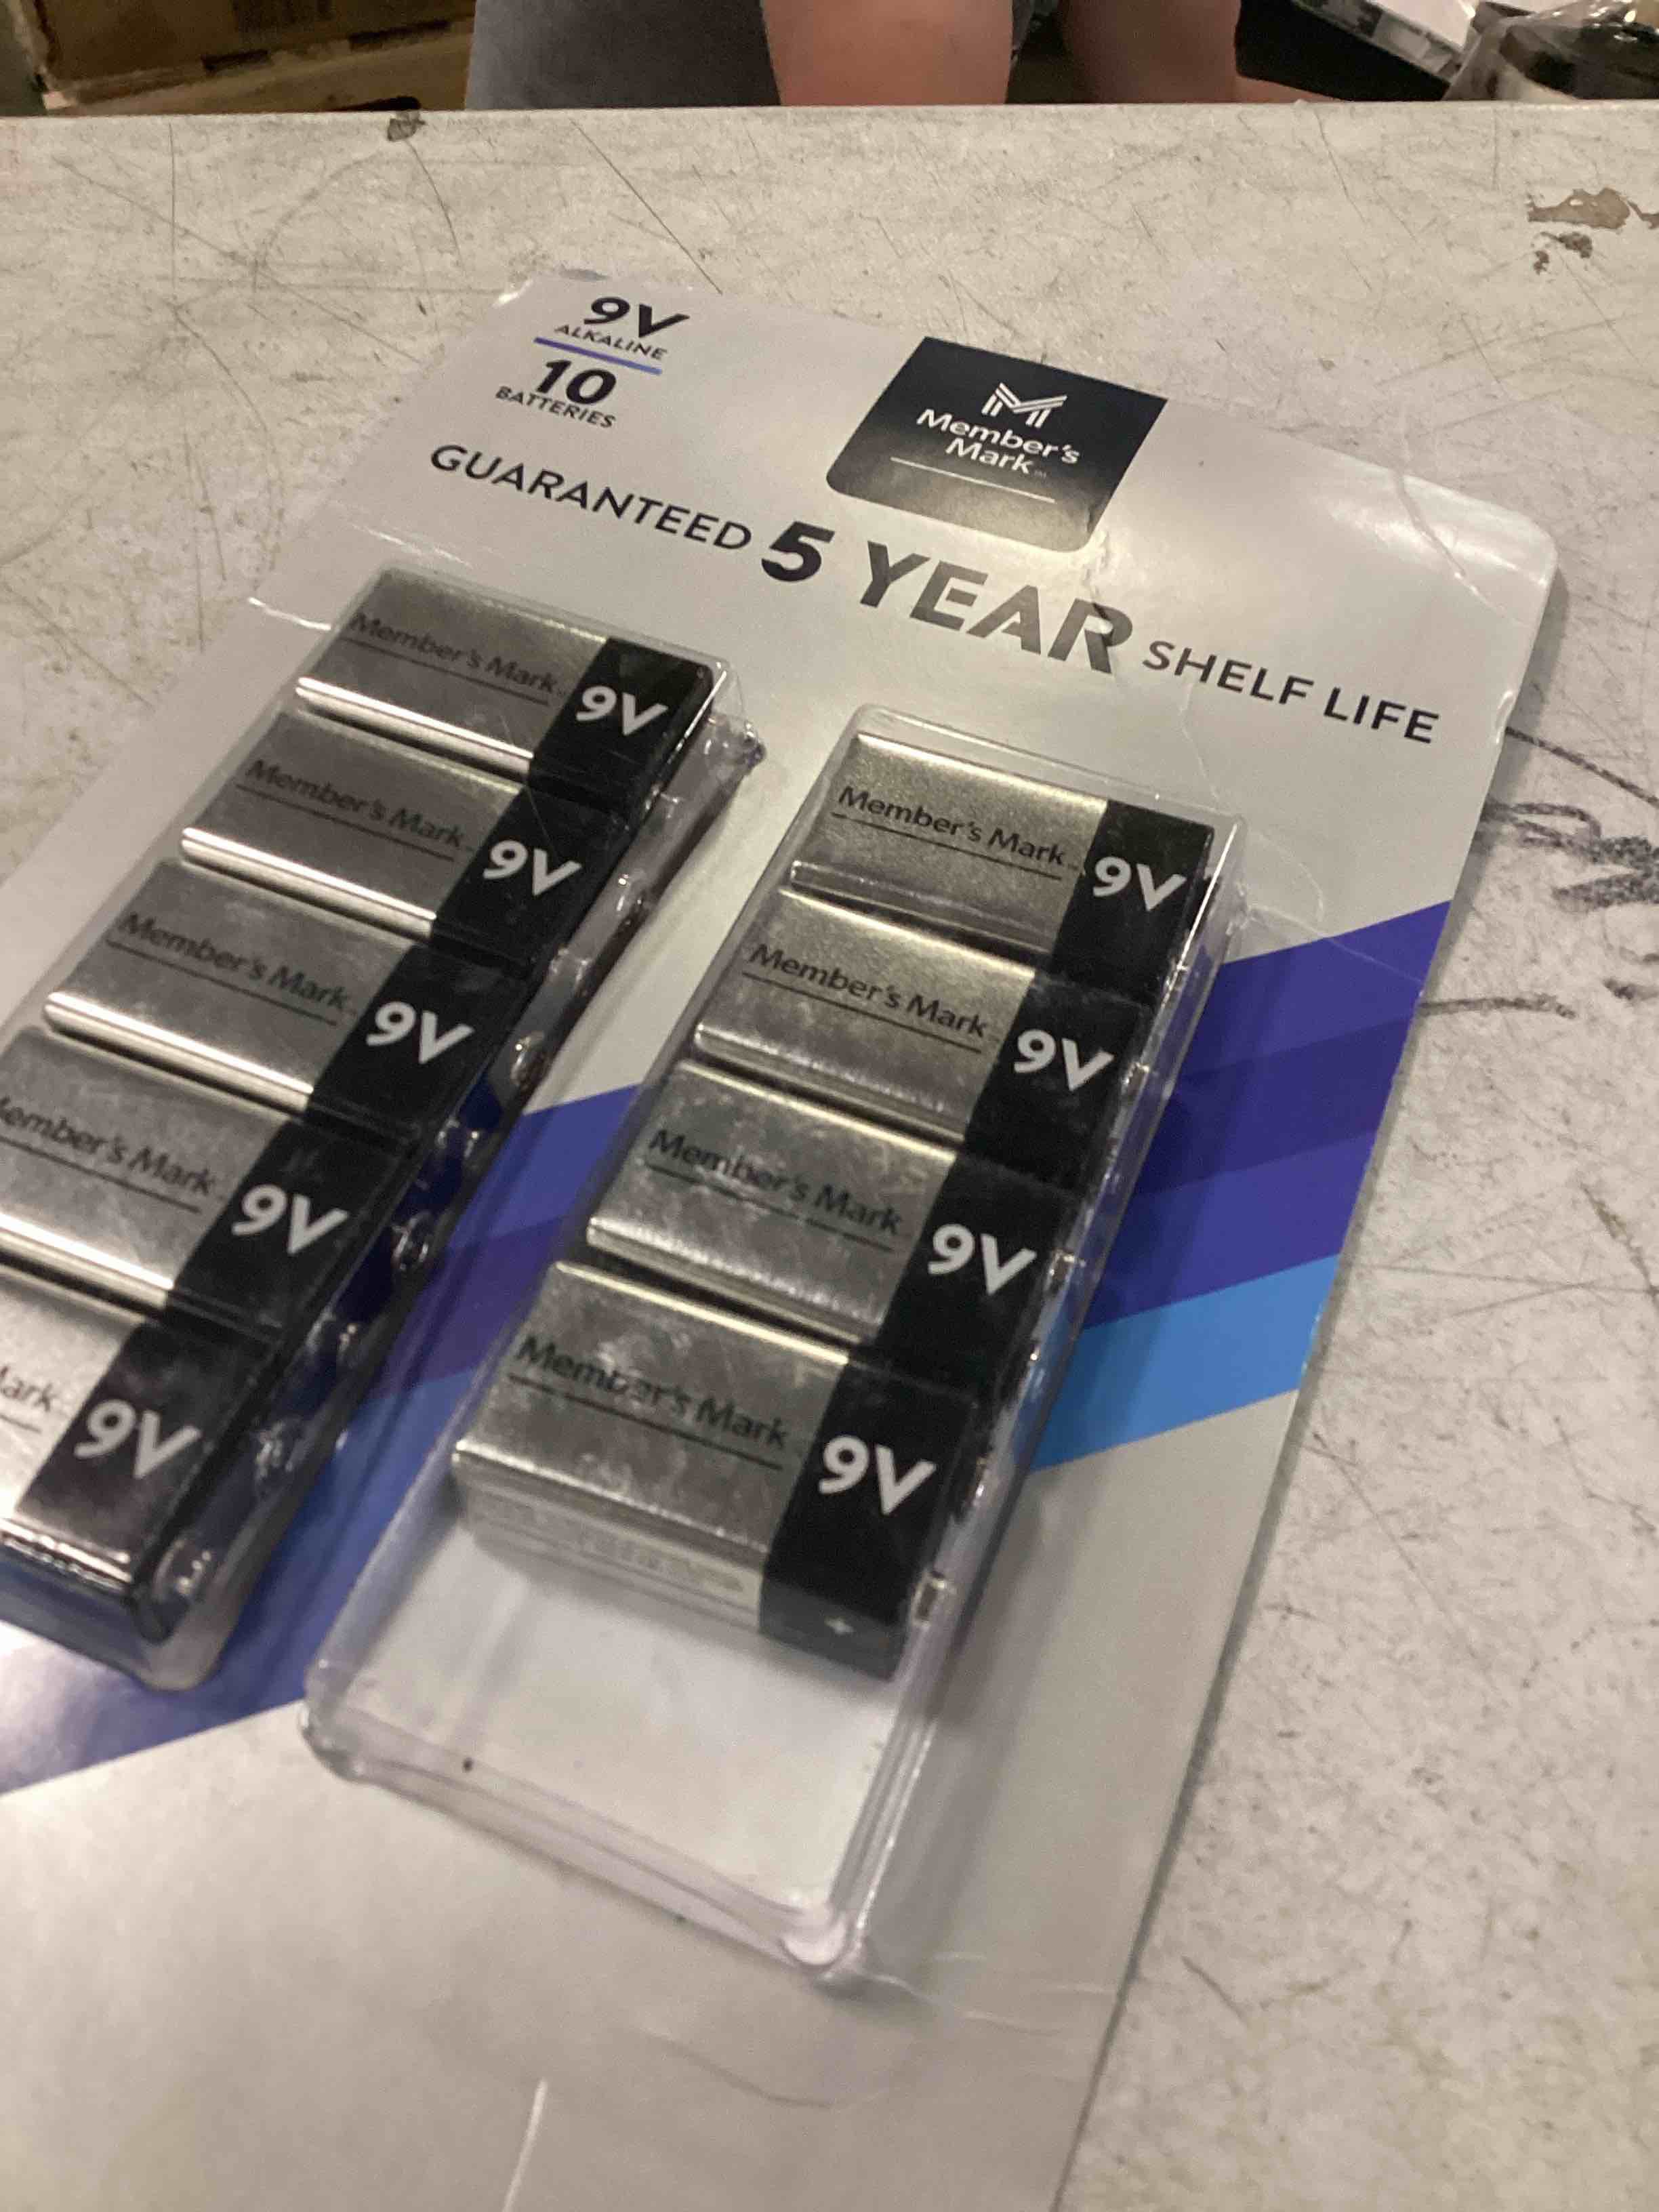 9V
ALKALINE
10
BATTERIES
Member's
Mark
GUARANTEED 5 YEAR SHELF LIFE
Member's Mark 9V
Member's Mark 9V
Member's Mark 9V
Member's Mark 9V
Mark 9V
Member's Mark 9V
Member's Mark 9V
Member's Mark 9V
Member's Mark 9V
+